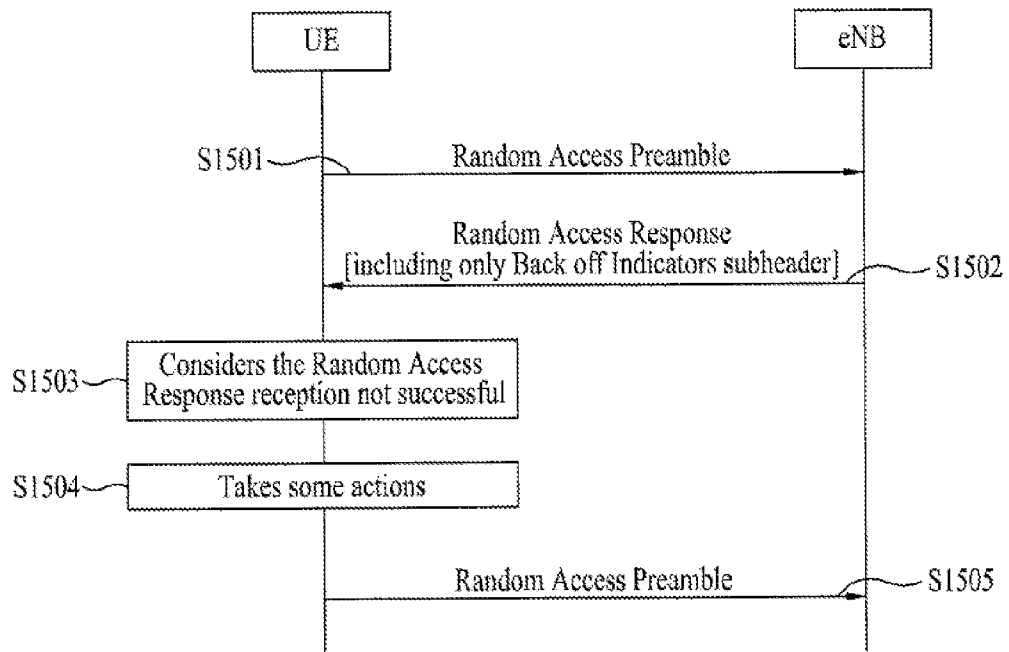 UE
eNB
S1501
Random Access Preamble
Random Access Response
[including only Back off Indicators subheader]
S1502
S1503
Considers the Random Access
Response reception not successful
S1504
Takes some actions
Random Access Preamble
S1505